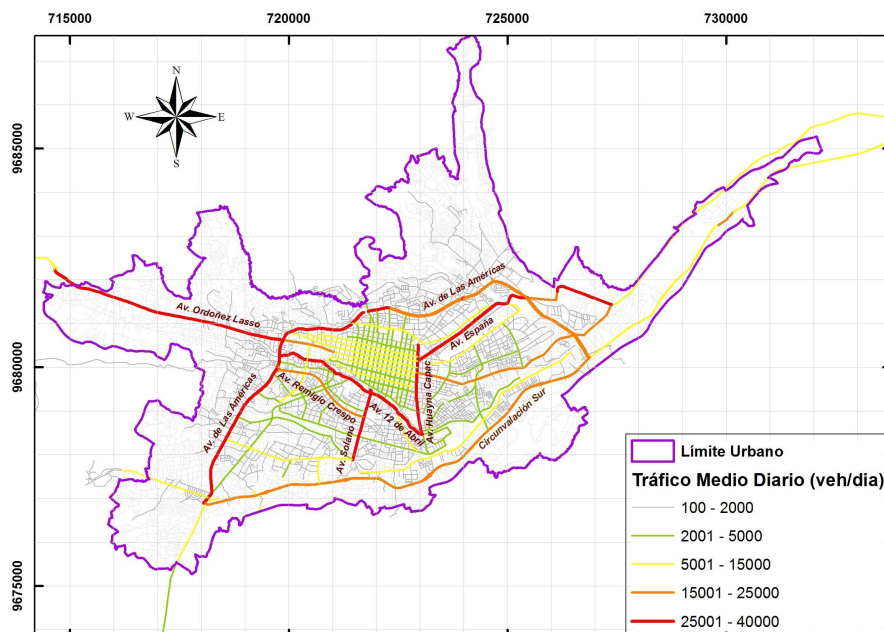 715000 720000 725000 730000
N
W E
S
9685000
9680000
9675000
Av. de Las Américas
Av. Ordoñez Lasso
Av. España
Av. Huayna Capac
Av. Remigio Crespo
Av. de Las Américas
Av. 12 de Abril
Av. Solano
Circunvalación Sur
Límite Urbano
Tráfico Medio Diario (veh/dia)
100 - 2000
2001 - 5000
5001 - 15000
15001 - 25000
25001 - 40000